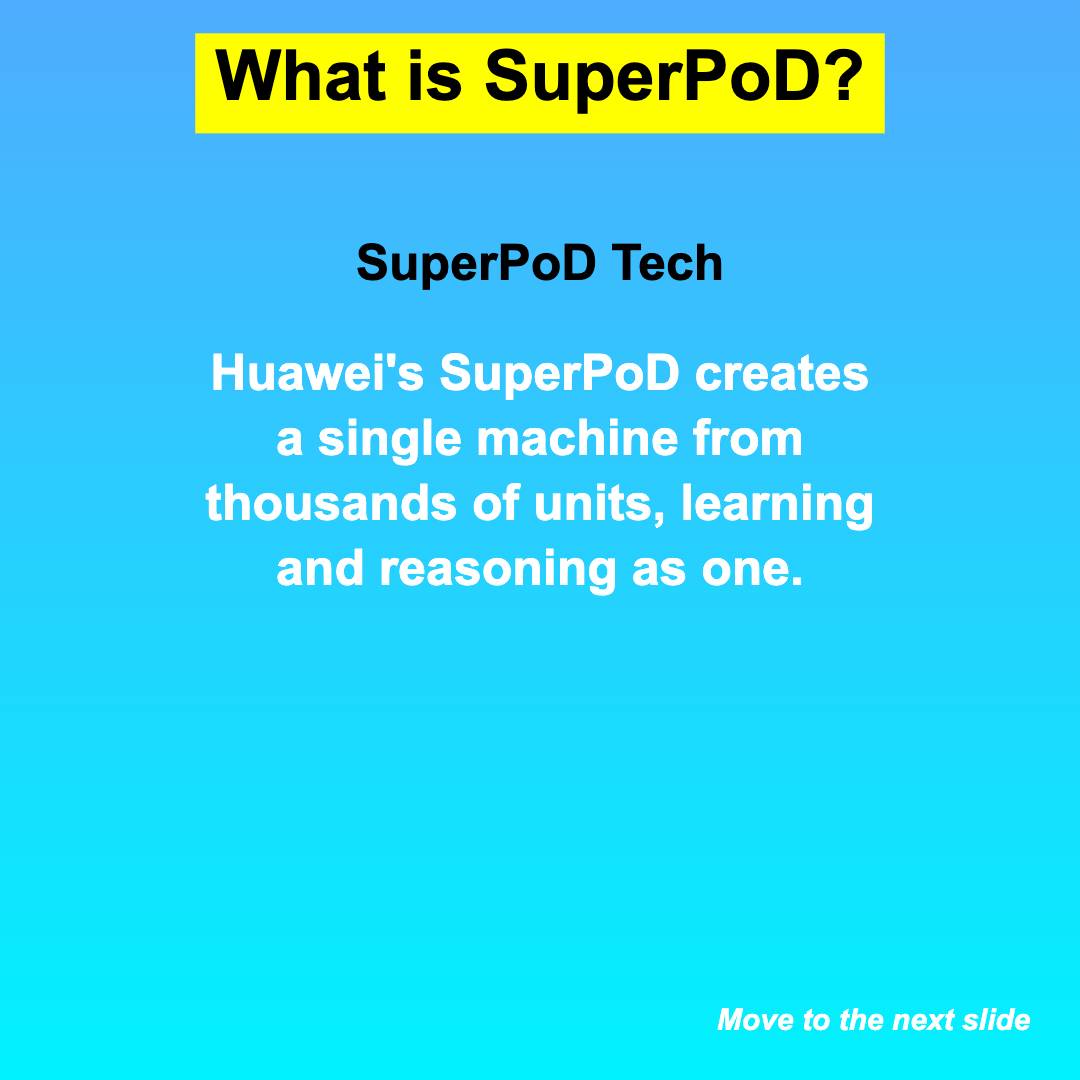 What is SuperPoD?
SuperPoD Tech
Huawei's SuperPoD creates
a single machine from
thousands of units, learning
and reasoning as one.
Move to the next slide